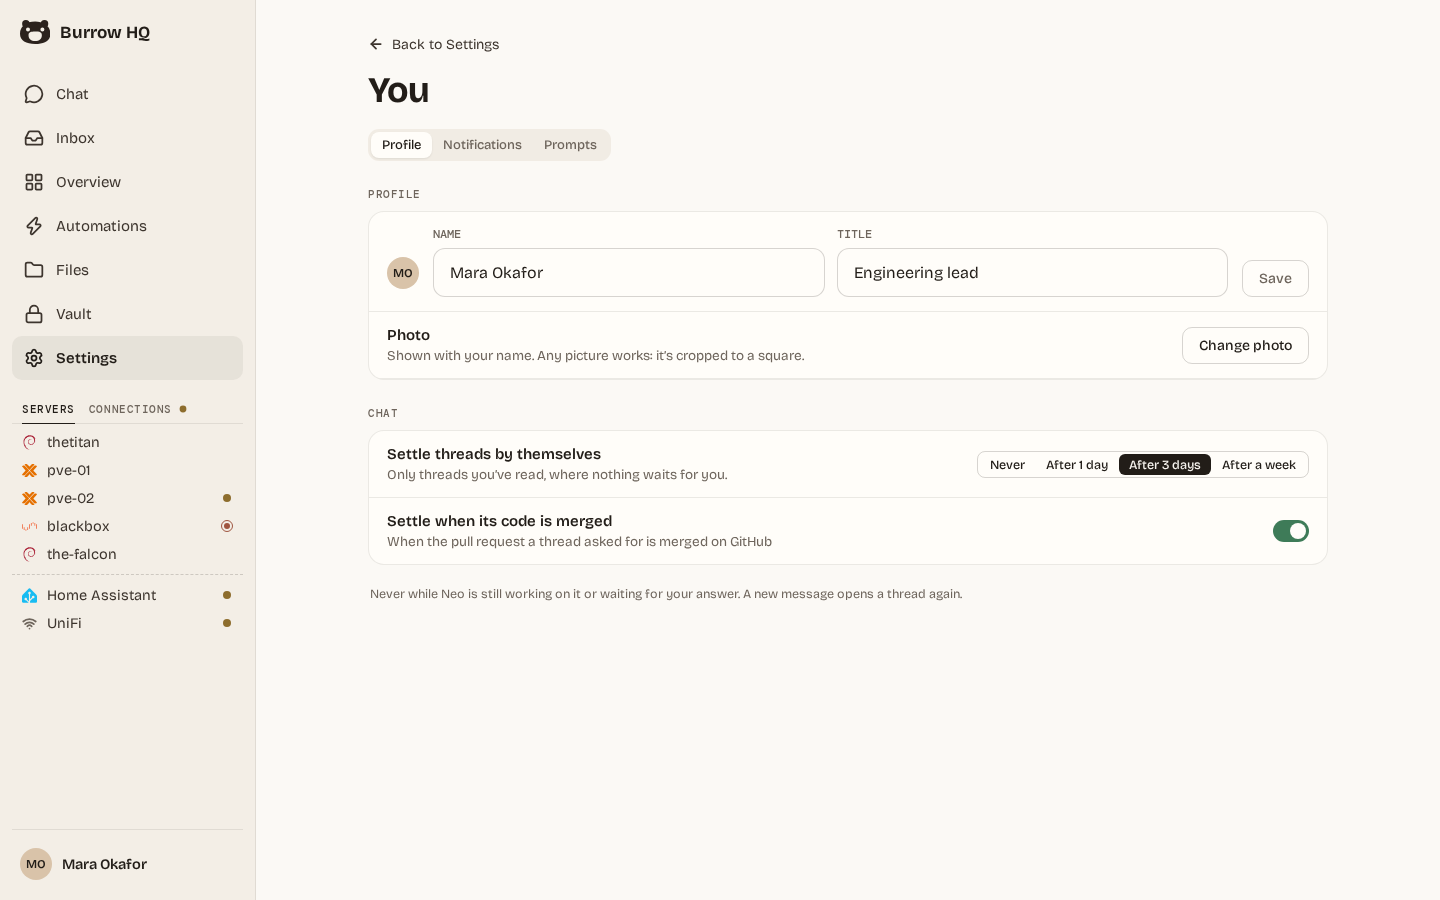 Burrow HQ
Chat
Inbox
Overview
Automations
Files
Vault
Settings
SERVERS CONNECTIONS
thetitan
pve-01
pve-02
blackbox
the-falcon
Home Assistant
UniFi
MO Mara Okafor
Back to Settings
You
Profile Notifications Prompts
PROFILE
NAME TITLE
MO Mara Okafor Engineering lead Save
Photo
Shown with your name. Any picture works: it's cropped to a square.
Change photo
CHAT
Settle threads by themselves
Only threads you've read, where nothing waits for you.
Never After 1 day After 3 days After a week
Settle when its code is merged
When the pull request a thread asked for is merged on GitHub
Never while Neo is still working on it or waiting for your answer. A new message opens a thread again.